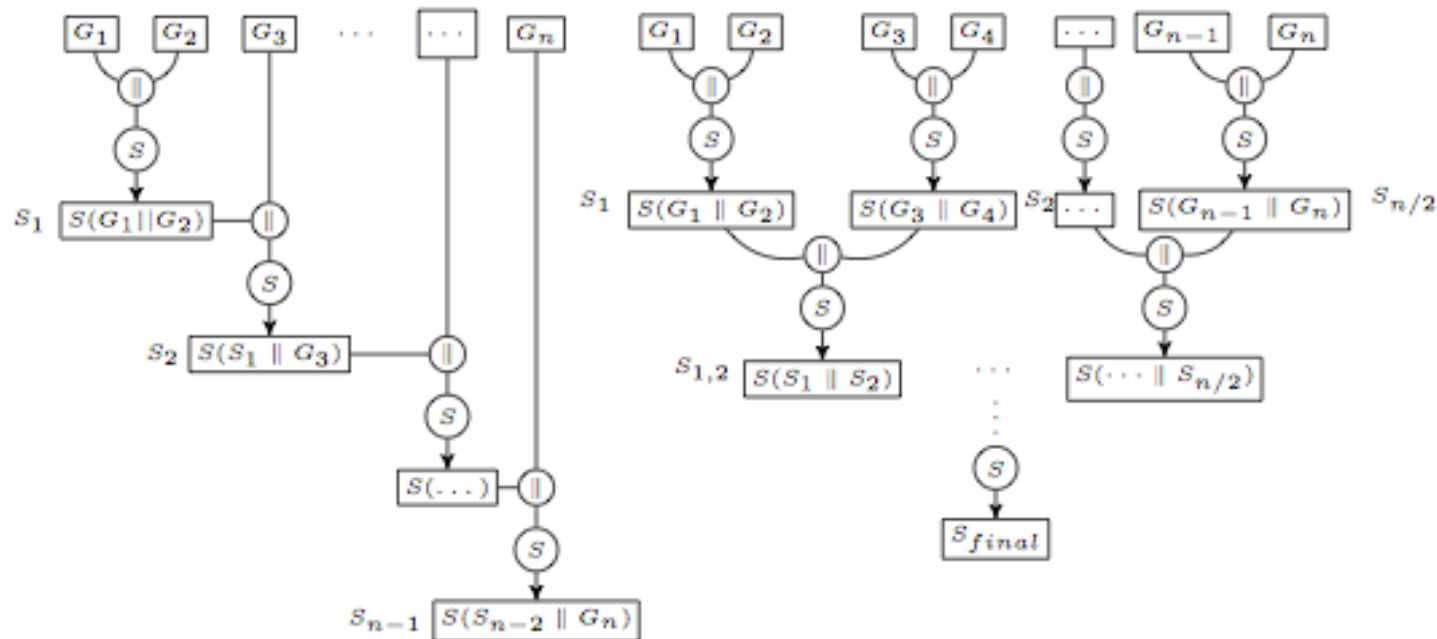 G₁ G₂ G₃ ··· ··· Gₙ
‖
S
S₁ S(G₁||G₂) ‖
S
S₂ S(S₁ ‖ G₃) ‖
S
S(...) ‖
S
Sₙ₋₁ S(Sₙ₋₂ ‖ Gₙ)
G₁ G₂ G₃ G₄ ··· Gₙ₋₁ Gₙ
‖ ‖ ‖ ‖
S S S S
S₁ S(G₁ ‖ G₂) S(G₃ ‖ G₄) S₂ ··· S(Gₙ₋₁ ‖ Gₙ) Sₙ/₂
‖ ‖
S S
S₁,₂ S(S₁ ‖ S₂) ··· S(··· ‖ Sₙ/₂)
⋮
S
S_final